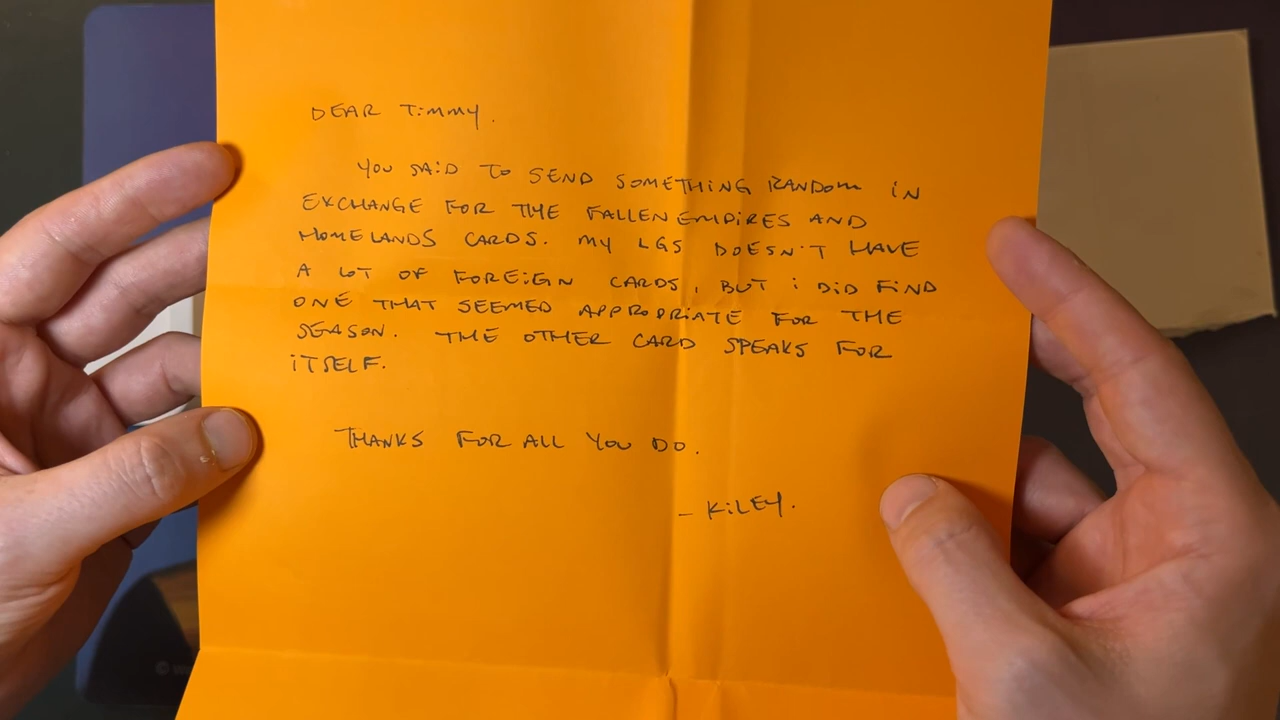 DEAR TiMMY.
YOU SAiD TO SEND SOMETHING RANDOM iN
EXCHANGE FOR THE FALLEN EMPiRES AND
HOMELANDS CARDS. MY LGS DOESN'T HAVE
A LOT OF FOREiGN CARDS, BUT i DiD FiND
ONE THAT SEEMED APPROPRiATE FOR THE
SEASON. THE OTHER CARD SPEAKS FOR
iTSELF.
THANKS FOR ALL YOU DO.
– KiLEY.